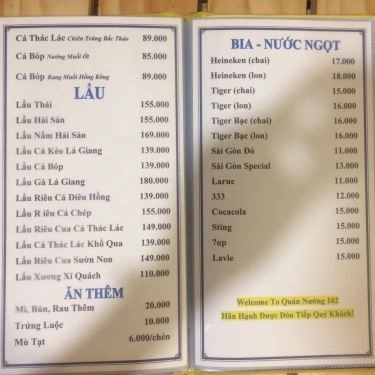 Cá Thác Lác Chiên Trứng Bắc Thảo 89.000
Cá Bóp Nướng Muối Ớt 85.000
Cá Bóp Rang Muối Hồng Kông 89.000
LẨU
Lẩu Thái 155.000
Lẩu Hải Sản 155.000
Lẩu Nấm Hải Sản 169.000
Lẩu Cá Kèo Lá Giang 139.000
Lẩu Cá Bóp 139.000
Lẩu Gà Lá Giang 180.000
Lẩu Riêu Cá Diêu Hồng 139.000
Lẩu R iêu Cá Chép 155.000
Lẩu Riêu Cua Cá Thác Lác 149.000
Lẩu Cá Thác Lác Khổ Qua 139.000
Lẩu Riêu Cua Sườn Non 149.000
Lẩu Xương Xí Quách 110.000
ĂN THÊM
Mì, Bún, Rau Thêm 20.000
Trứng Luộc 10.000
Mù Tạt 6.000/chén
BIA - NƯỚC NGỌT
Heineken (chai) 17.000
Heineken (lon) 18.000
Tiger (chai) 15.000
Tiger (lon) 16.000
Tiger Bạc (chai) 16.000
Tiger Bạc (lon) 16.000
Sài Gòn Đỏ 11.000
Sài Gòn Special 13.000
Larue 11.000
333 12.000
Cocacola 15.000
Sting 15.000
7up 15.000
Lavie 15.000
Welcome To Quán Nướng 162
Hân Hạnh Được Đón Tiếp Quý Khách!